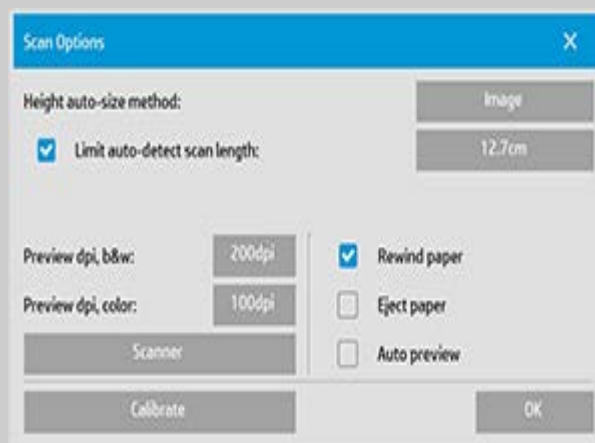 Scan Options X
Height auto-size method: Image
Limit auto-detect scan length: 12.7cm
Preview dpi, b&w: 200dpi Rewind paper
Preview dpi, color: 100dpi Eject paper
Scanner Auto preview
Calibrate OK